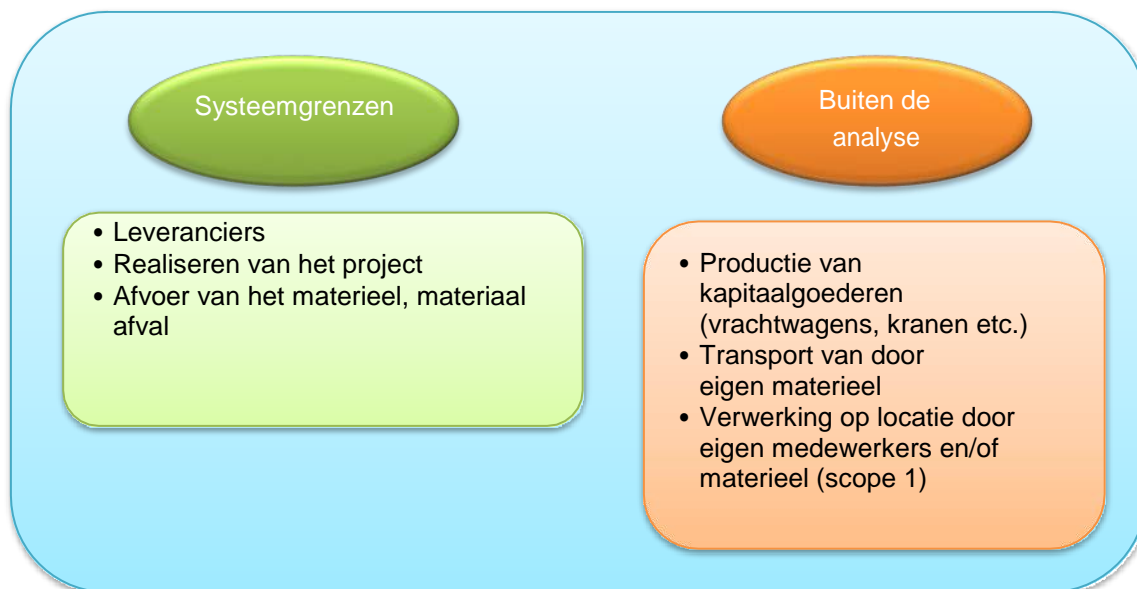 Systeemgrenzen
• Leveranciers
• Realiseren van het project
• Afvoer van het materieel, materiaal
afval
Buiten de
analyse
• Productie van
kapitaalgoederen
(vrachtwagens, kranen etc.)
• Transport van door
eigen materieel
• Verwerking op locatie door
eigen medewerkers en/of
materieel (scope 1)